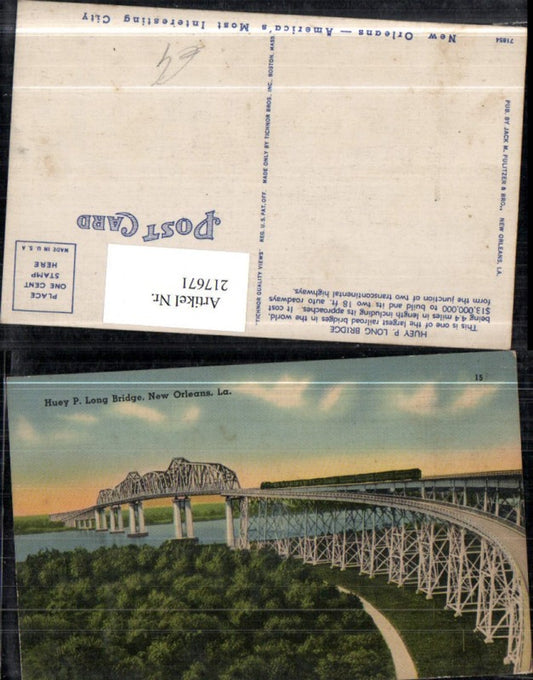 New Orleans — America's Most Interesting City
71854
HUEY P. LONG BRIDGE
This is one of the largest railroad bridges in the world,
being 4.4 miles in length including its approaches. It cost
$13,000,000 to build and its two 18 ft. auto roadways
form the junction of two transcontinental highways.
PUB. BY JACK M. PULITZER & BRO., NEW ORLEANS, LA.
"TICHNOR QUALITY VIEWS" REG. U. S. PAT. OFF. MADE ONLY BY TICHNOR BROS., INC., BOSTON, MASS.
POST CARD
PLACE
ONE CENT
STAMP
HERE
MADE IN U. S. A.
Artikel Nr.
217671
15
Huey P. Long Bridge, New Orleans, La.